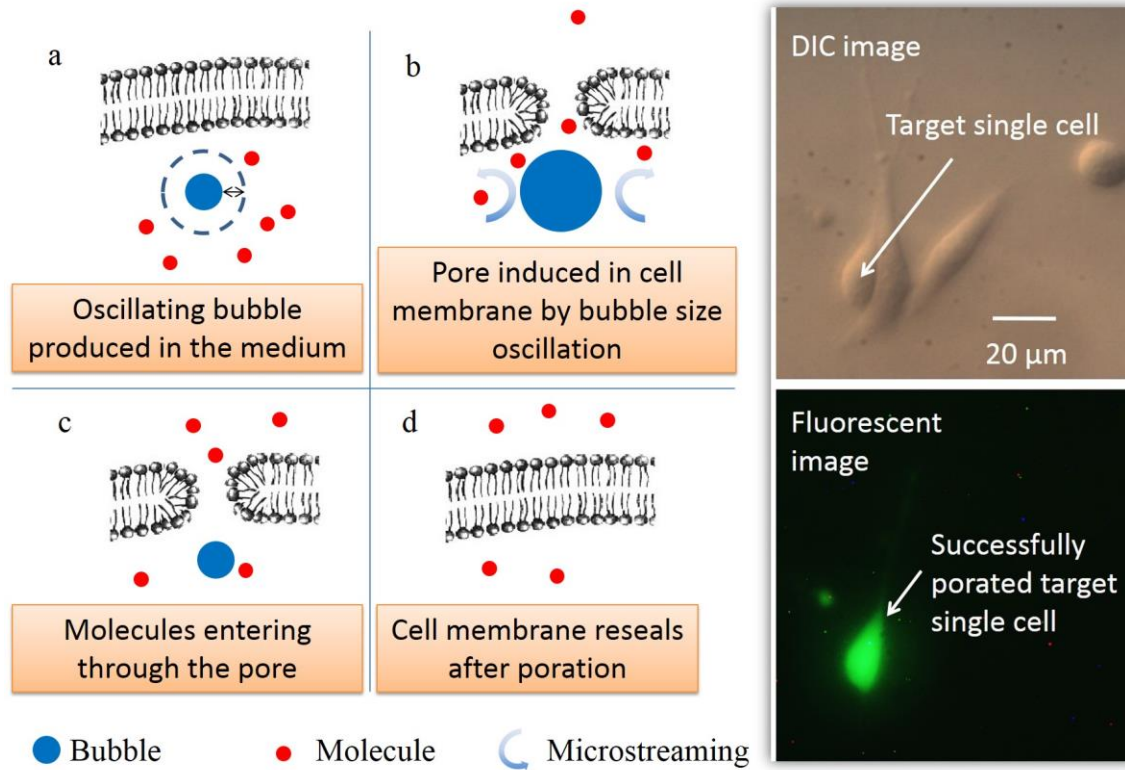 a
Oscillating bubble
produced in the medium
b
Pore induced in cell
membrane by bubble size
oscillation
c
Molecules entering
through the pore
d
Cell membrane reseals
after poration
Bubble
Molecule
Microstreaming
DIC image
Target single cell
20 µm
Fluorescent
image
Successfully
porated target
single cell